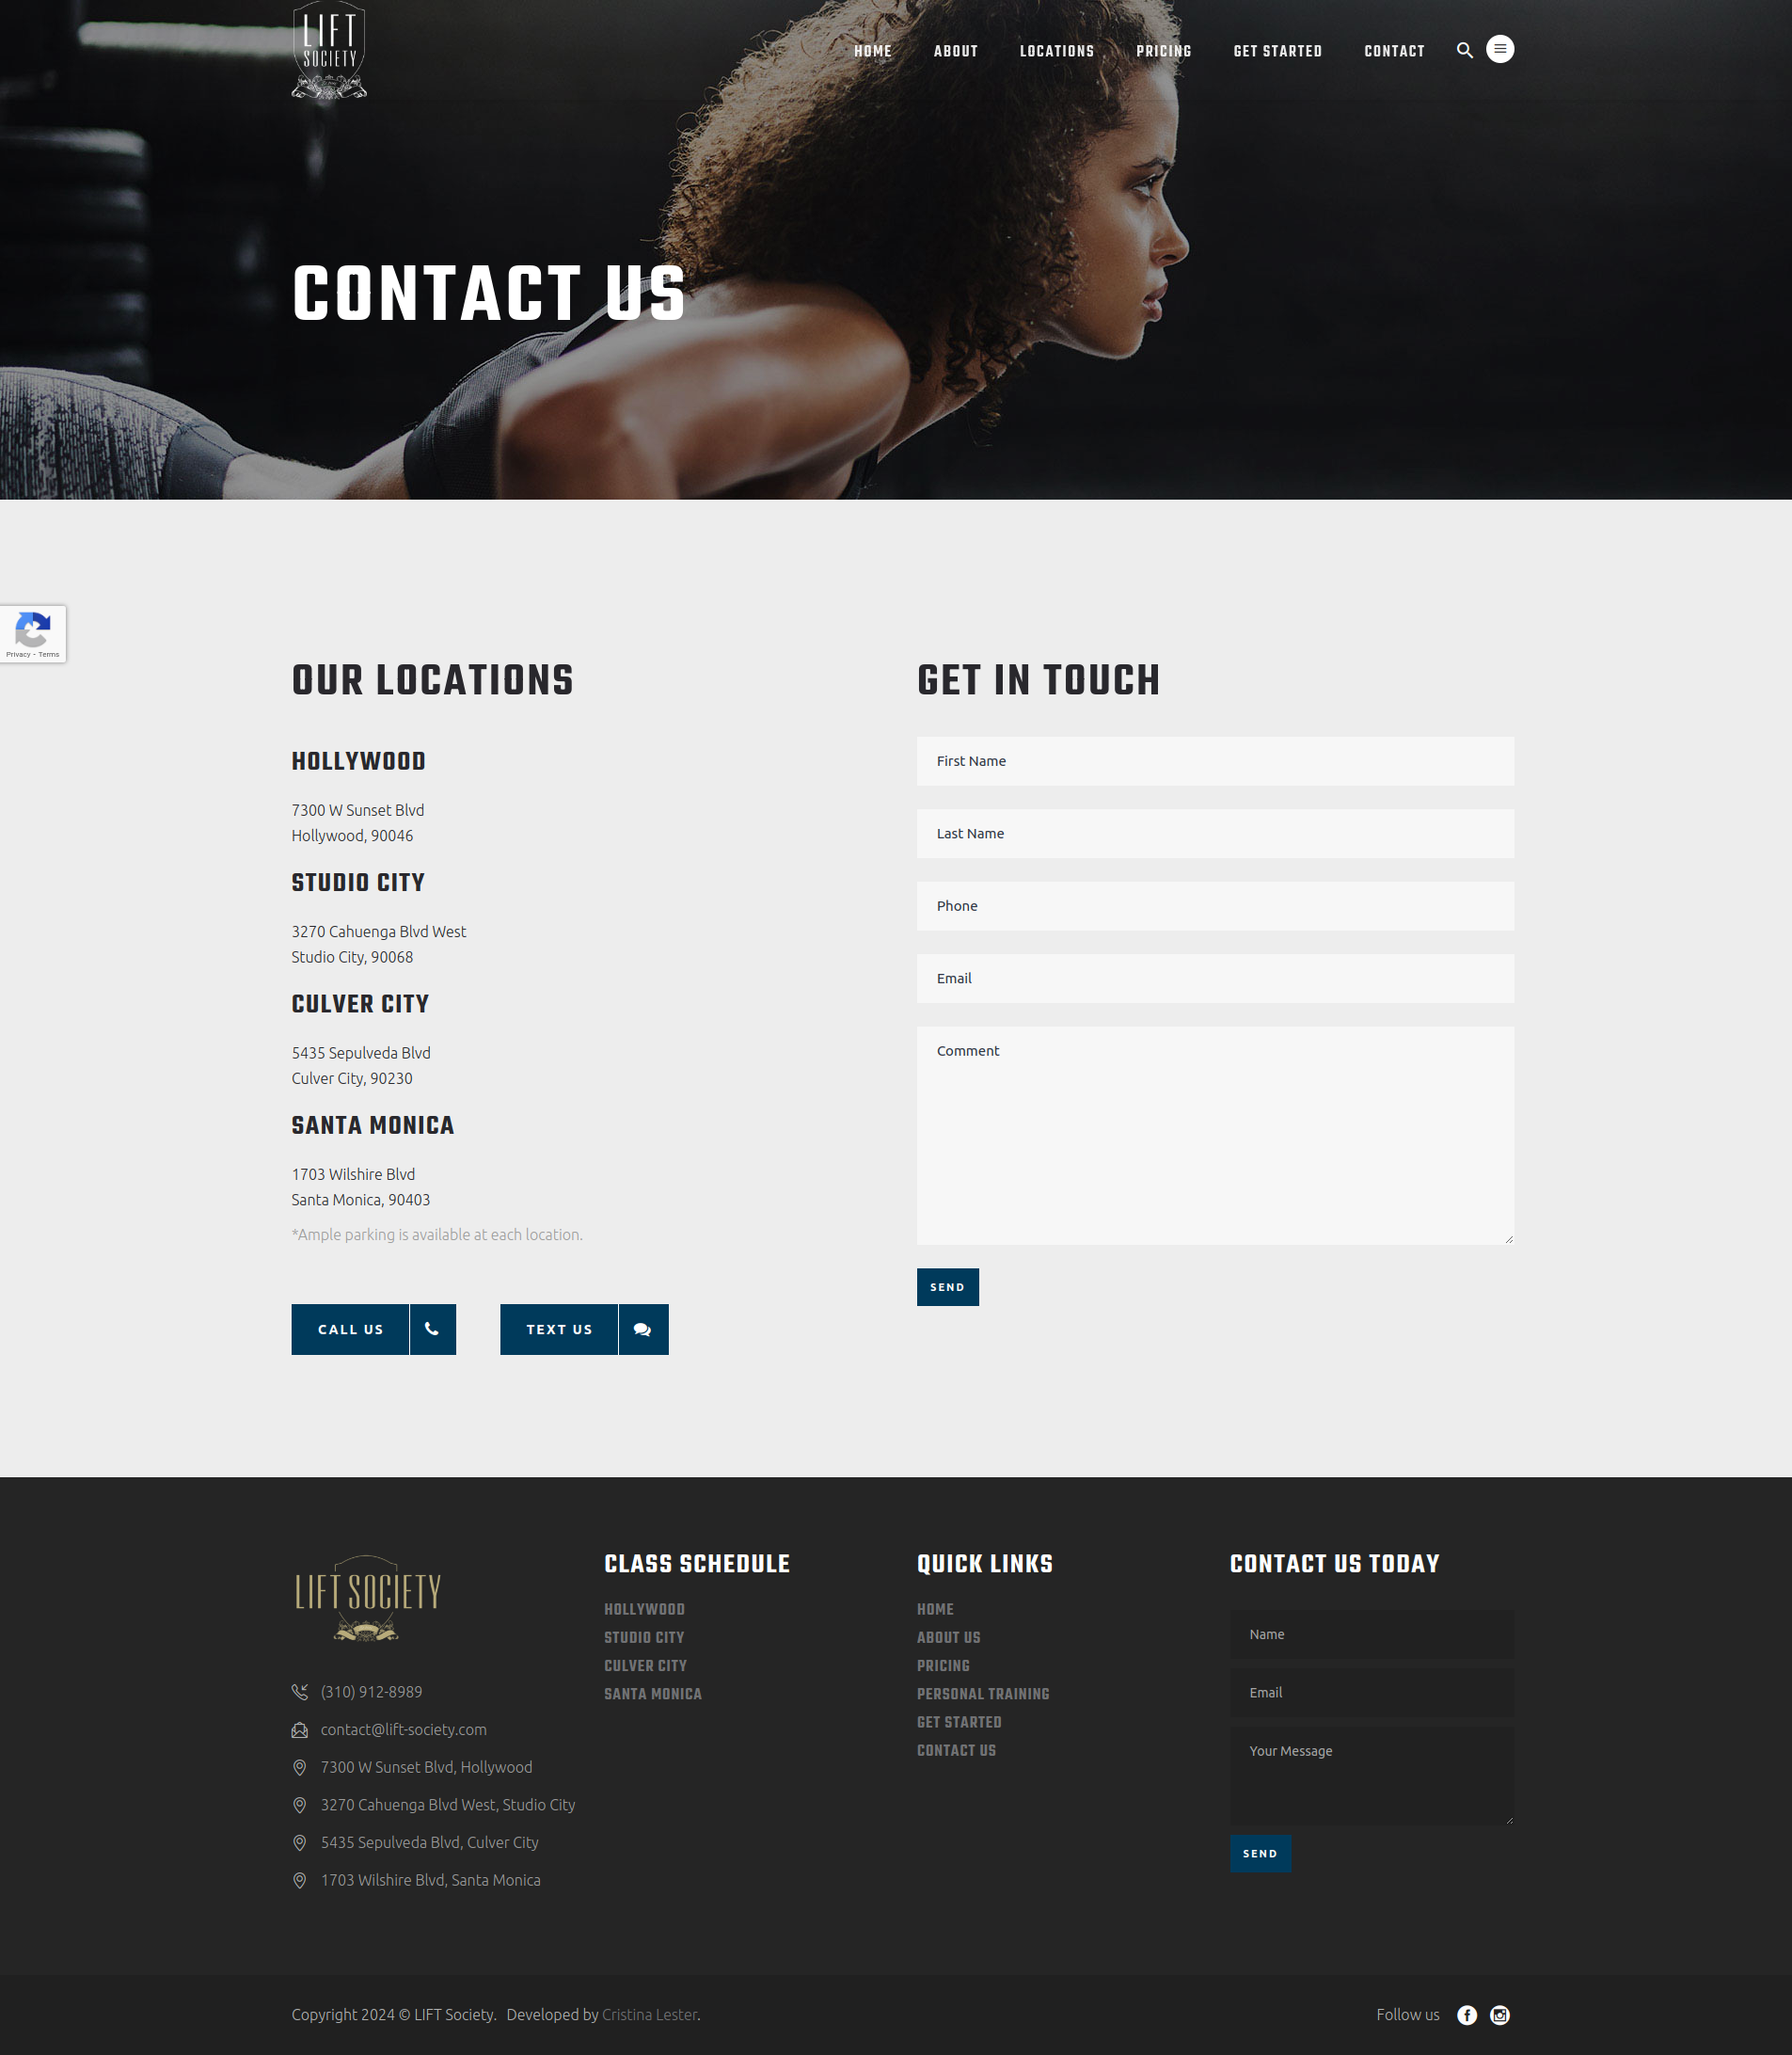 LIFT
SOCIETY
HOME ABOUT LOCATIONS PRICING GET STARTED CONTACT
CONTACT US
Privacy - Terms
OUR LOCATIONS
HOLLYWOOD
7300 W Sunset Blvd
Hollywood, 90046
STUDIO CITY
3270 Cahuenga Blvd West
Studio City, 90068
CULVER CITY
5435 Sepulveda Blvd
Culver City, 90230
SANTA MONICA
1703 Wilshire Blvd
Santa Monica, 90403
*Ample parking is available at each location.
CALL US
TEXT US
GET IN TOUCH
First Name
Last Name
Phone
Email
Comment
SEND
LIFT SOCIETY
(310) 912-8989
contact@lift-society.com
7300 W Sunset Blvd, Hollywood
3270 Cahuenga Blvd West, Studio City
5435 Sepulveda Blvd, Culver City
1703 Wilshire Blvd, Santa Monica
CLASS SCHEDULE
HOLLYWOOD
STUDIO CITY
CULVER CITY
SANTA MONICA
QUICK LINKS
HOME
ABOUT US
PRICING
PERSONAL TRAINING
GET STARTED
CONTACT US
CONTACT US TODAY
Name
Email
Your Message
SEND
Copyright 2024 © LIFT Society. Developed by Cristina Lester.
Follow us